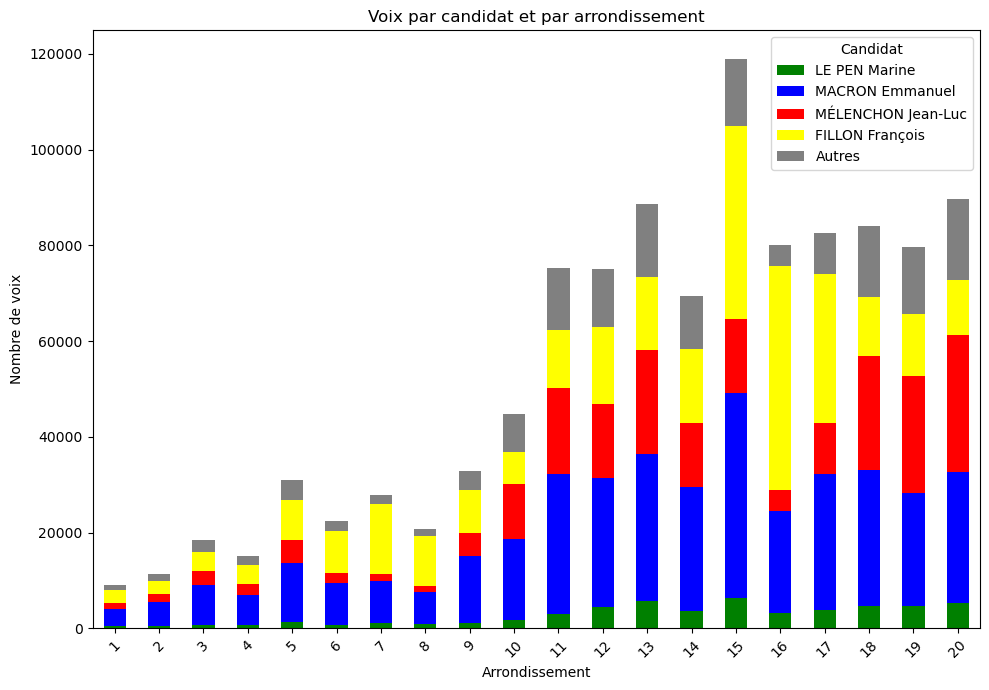 Voix par candidat et par arrondissement
Candidat
LE PEN Marine
MACRON Emmanuel
MÉLENCHON Jean-Luc
FILLON François
Autres
Nombre de voix
120000
100000
80000
60000
40000
20000
0
1 2 3 4 5 6 7 8 9 10 11 12 13 14 15 16 17 18 19 20
Arrondissement